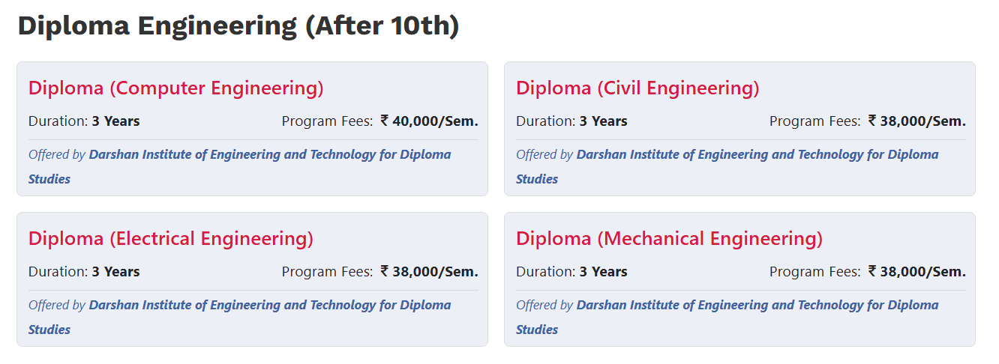 Diploma Engineering (After 10th)
Diploma (Computer Engineering)
Duration: 3 Years Program Fees: ₹ 40,000/Sem.
Offered by Darshan Institute of Engineering and Technology for Diploma
Studies
Diploma (Civil Engineering)
Duration: 3 Years Program Fees: ₹ 38,000/Sem.
Offered by Darshan Institute of Engineering and Technology for Diploma
Studies
Diploma (Electrical Engineering)
Duration: 3 Years Program Fees: ₹ 38,000/Sem.
Offered by Darshan Institute of Engineering and Technology for Diploma
Studies
Diploma (Mechanical Engineering)
Duration: 3 Years Program Fees: ₹ 38,000/Sem.
Offered by Darshan Institute of Engineering and Technology for Diploma
Studies